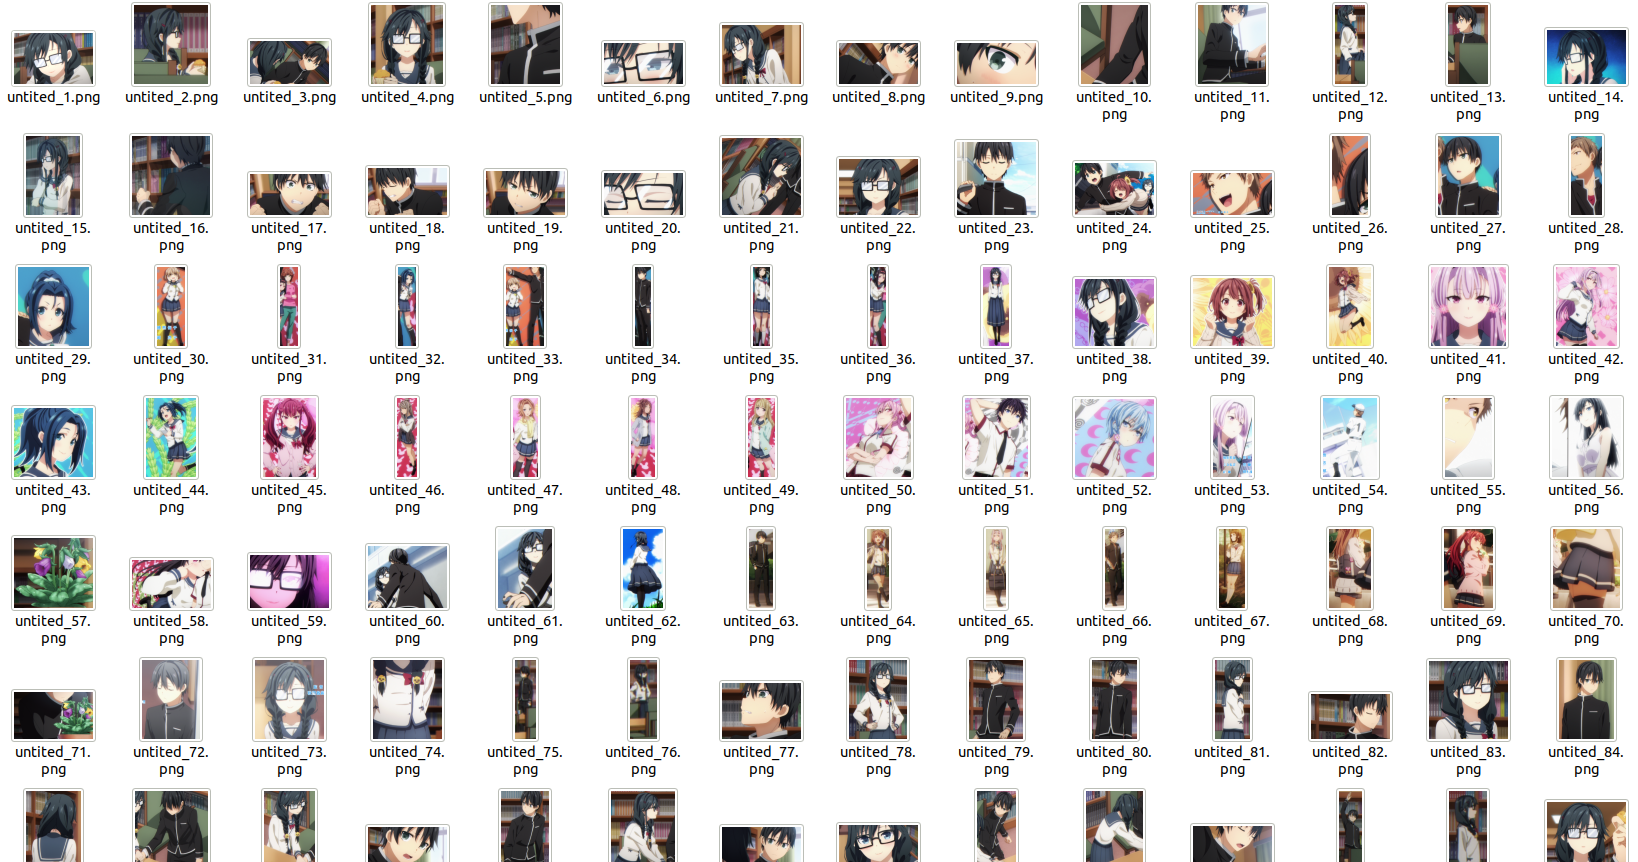 untited_1.png
untited_2.png
untited_3.png
untited_4.png
untited_5.png
untited_6.png
untited_7.png
untited_8.png
untited_9.png
untited_10.
png
untited_11.
png
untited_12.
png
untited_13.
png
untited_14.
png
untited_15.
png
untited_16.
png
untited_17.
png
untited_18.
png
untited_19.
png
untited_20.
png
untited_21.
png
untited_22.
png
untited_23.
png
untited_24.
png
untited_25.
png
untited_26.
png
untited_27.
png
untited_28.
png
untited_29.
png
untited_30.
png
untited_31.
png
untited_32.
png
untited_33.
png
untited_34.
png
untited_35.
png
untited_36.
png
untited_37.
png
untited_38.
png
untited_39.
png
untited_40.
png
untited_41.
png
untited_42.
png
untited_43.
png
untited_44.
png
untited_45.
png
untited_46.
png
untited_47.
png
untited_48.
png
untited_49.
png
untited_50.
png
untited_51.
png
untited_52.
png
untited_53.
png
untited_54.
png
untited_55.
png
untited_56.
png
untited_57.
png
untited_58.
png
untited_59.
png
untited_60.
png
untited_61.
png
untited_62.
png
untited_63.
png
untited_64.
png
untited_65.
png
untited_66.
png
untited_67.
png
untited_68.
png
untited_69.
png
untited_70.
png
untited_71.
png
untited_72.
png
untited_73.
png
untited_74.
png
untited_75.
png
untited_76.
png
untited_77.
png
untited_78.
png
untited_79.
png
untited_80.
png
untited_81.
png
untited_82.
png
untited_83.
png
untited_84.
png